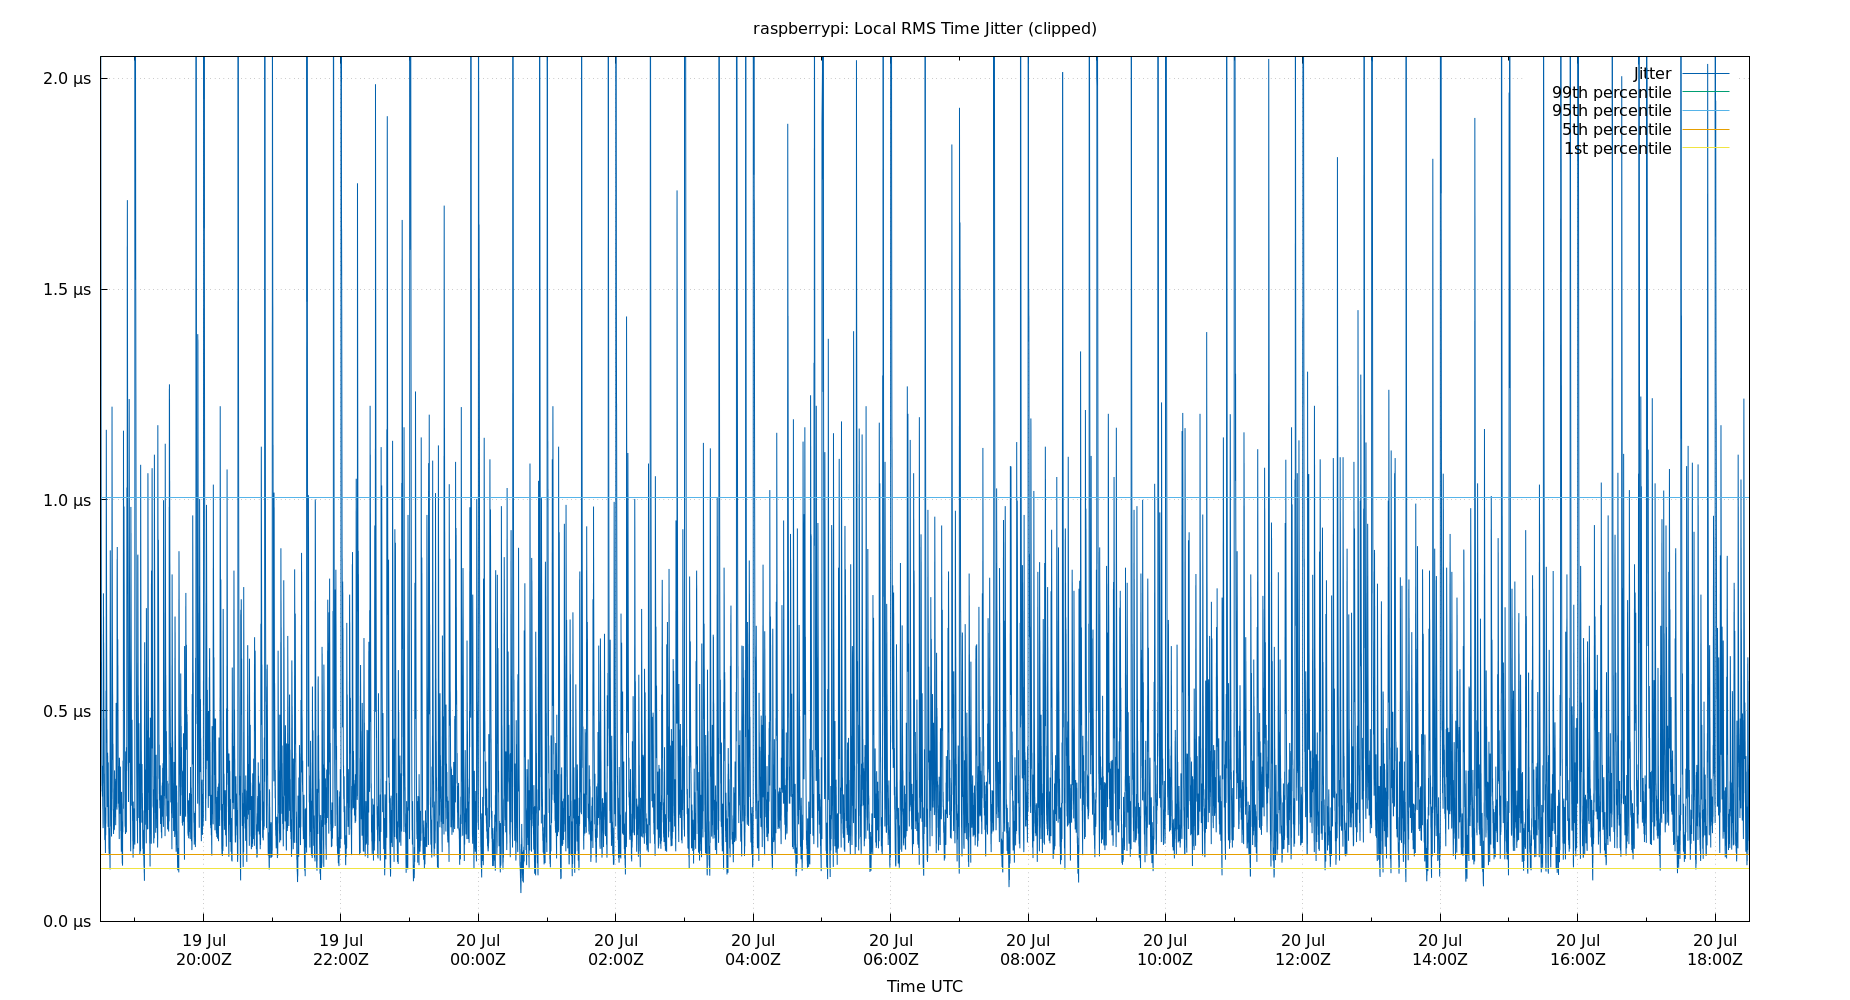 raspberrypi: Local RMS Time Jitter (clipped)
2.0 µs
1.5 µs
1.0 µs
0.5 µs
0.0 µs
Jitter
99th percentile
95th percentile
5th percentile
1st percentile
19 Jul 19 Jul 20 Jul 20 Jul 20 Jul 20 Jul 20 Jul 20 Jul 20 Jul 20 Jul 20 Jul 20 Jul
20:00Z 22:00Z 00:00Z 02:00Z 04:00Z 06:00Z 08:00Z 10:00Z 12:00Z 14:00Z 16:00Z 18:00Z
Time UTC